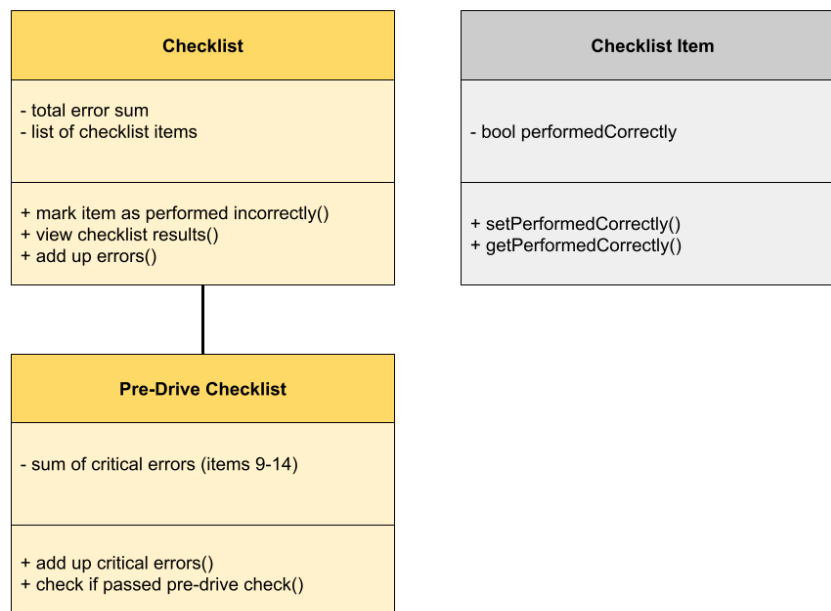 Checklist
- total error sum
- list of checklist items
+ mark item as performed incorrectly()
+ view checklist results()
+ add up errors()
Checklist Item
- bool performedCorrectly
+ setPerformedCorrectly()
+ getPerformedCorrectly()
Pre-Drive Checklist
- sum of critical errors (items 9-14)
+ add up critical errors()
+ check if passed pre-drive check()